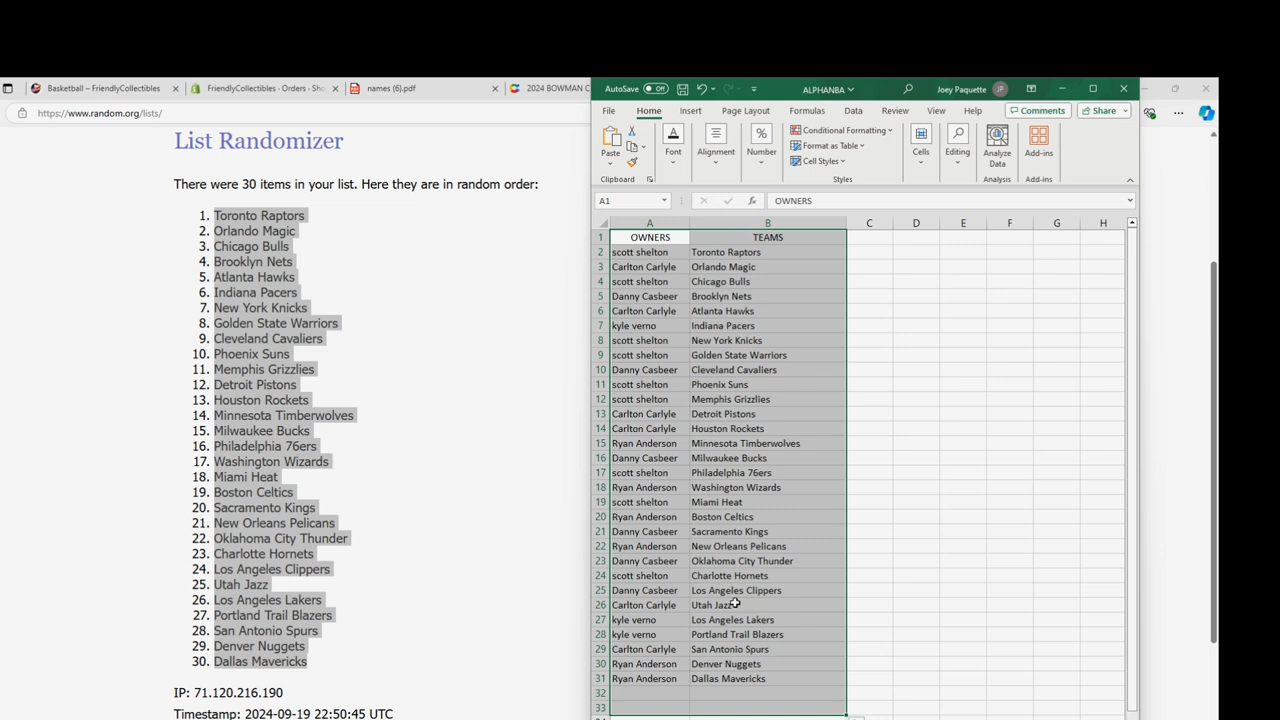 Basketball – FriendlyCollectibles
FriendlyCollectibles - Orders - Sho
names (6).pdf
2024 BOWMAN C
https://www.random.org/lists/
List Randomizer
There were 30 items in your list. Here they are in random order:
1. Toronto Raptors
2. Orlando Magic
3. Chicago Bulls
4. Brooklyn Nets
5. Atlanta Hawks
6. Indiana Pacers
7. New York Knicks
8. Golden State Warriors
9. Cleveland Cavaliers
10. Phoenix Suns
11. Memphis Grizzlies
12. Detroit Pistons
13. Houston Rockets
14. Minnesota Timberwolves
15. Milwaukee Bucks
16. Philadelphia 76ers
17. Washington Wizards
18. Miami Heat
19. Boston Celtics
20. Sacramento Kings
21. New Orleans Pelicans
22. Oklahoma City Thunder
23. Charlotte Hornets
24. Los Angeles Clippers
25. Utah Jazz
26. Los Angeles Lakers
27. Portland Trail Blazers
28. San Antonio Spurs
29. Denver Nuggets
30. Dallas Mavericks
IP: 71.120.216.190
Timestamp: 2024-09-19 22:50:45 UTC
AutoSave Off ALPHANBA Joey Paquette JP
File Home Insert Page Layout Formulas Data Review View Help Comments Share
Paste Font Alignment Number Conditional Formatting Format as Table Cell Styles Cells Editing Analyze Data Add-ins
Clipboard Styles Analysis Add-ins
A1 fx OWNERS
A B C D E F G H
1 OWNERS TEAMS
2 scott shelton Toronto Raptors
3 Carlton Carlyle Orlando Magic
4 scott shelton Chicago Bulls
5 Danny Casbeer Brooklyn Nets
6 Carlton Carlyle Atlanta Hawks
7 kyle verno Indiana Pacers
8 scott shelton New York Knicks
9 scott shelton Golden State Warriors
10 Danny Casbeer Cleveland Cavaliers
11 scott shelton Phoenix Suns
12 scott shelton Memphis Grizzlies
13 Carlton Carlyle Detroit Pistons
14 Carlton Carlyle Houston Rockets
15 Ryan Anderson Minnesota Timberwolves
16 Danny Casbeer Milwaukee Bucks
17 scott shelton Philadelphia 76ers
18 Ryan Anderson Washington Wizards
19 scott shelton Miami Heat
20 Ryan Anderson Boston Celtics
21 Danny Casbeer Sacramento Kings
22 Ryan Anderson New Orleans Pelicans
23 Danny Casbeer Oklahoma City Thunder
24 scott shelton Charlotte Hornets
25 Danny Casbeer Los Angeles Clippers
26 Carlton Carlyle Utah Jazz
27 kyle verno Los Angeles Lakers
28 kyle verno Portland Trail Blazers
29 Carlton Carlyle San Antonio Spurs
30 Ryan Anderson Denver Nuggets
31 Ryan Anderson Dallas Mavericks
32
33